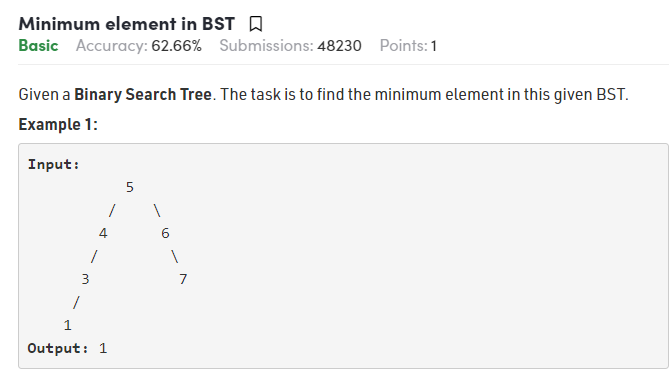 Minimum element in BST
Basic Accuracy: 62.66% Submissions: 48230 Points: 1
Given a Binary Search Tree. The task is to find the minimum element in this given BST.
Example 1:
Input:
5
/ \
4 6
/ \
3 7
/
1
Output: 1